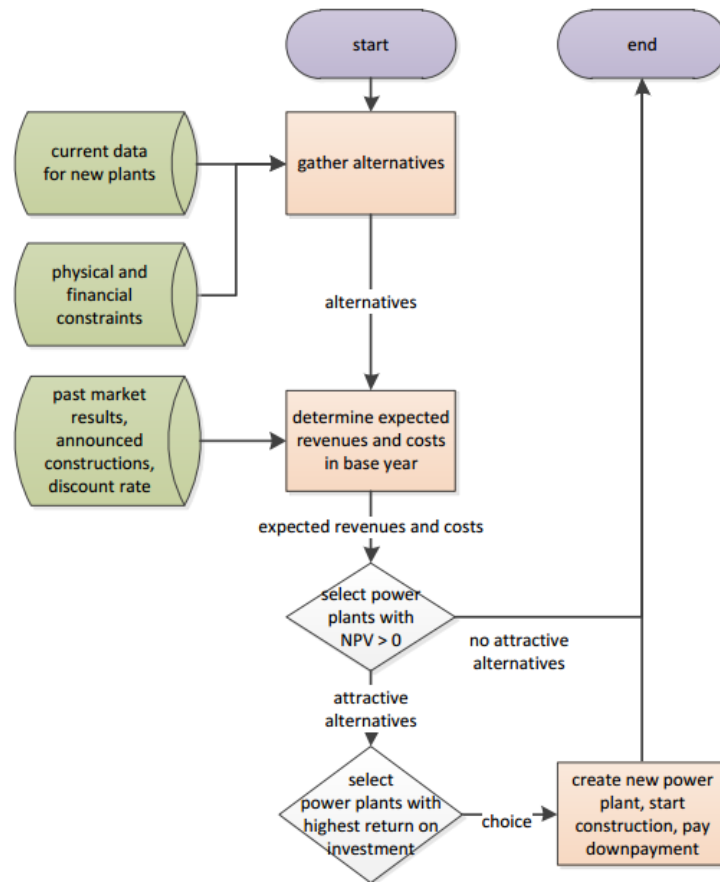 start
end
current data
for new plants
gather alternatives
physical and
financial
constraints
alternatives
past market
results,
announced
constructions,
discount rate
determine expected
revenues and costs
in base year
expected revenues and costs
select power
plants with
NPV > 0
no attractive
alternatives
attractive
alternatives
select
power plants with
highest return on
investment
choice
create new power
plant, start
construction, pay
downpayment